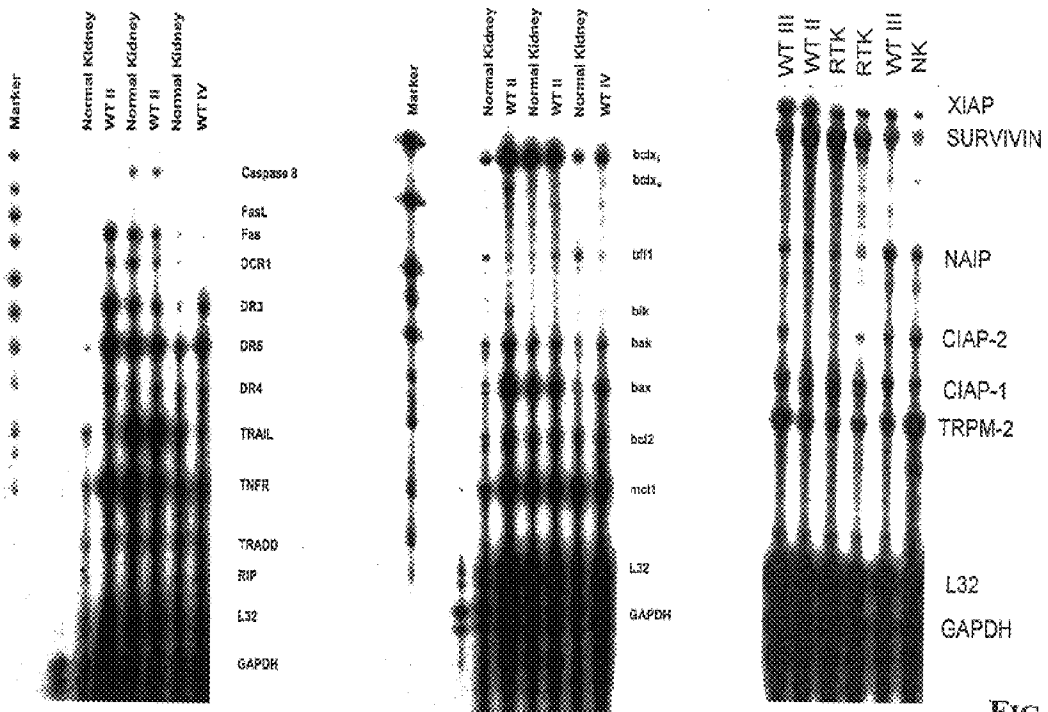 Marker
Normal Kidney
WT II
Normal Kidney
WT II
Normal Kidney
WT IV
Caspase 8
FasL
Fas
DCR1
DR3
DR5
DR4
TRAIL
TNFR
TRADD
RIP
L32
GAPDH
Marker
Normal Kidney
WT II
Normal Kidney
WT II
Normal Kidney
WT IV
bfl1
bik
bak
bax
bcl2
mcl1
L32
GAPDH
WT III
WT II
RTK
RTK
WT III
NK
XIAP
SURVIVIN
NAIP
CIAP-2
CIAP-1
TRPM-2
L32
GAPDH
FIG